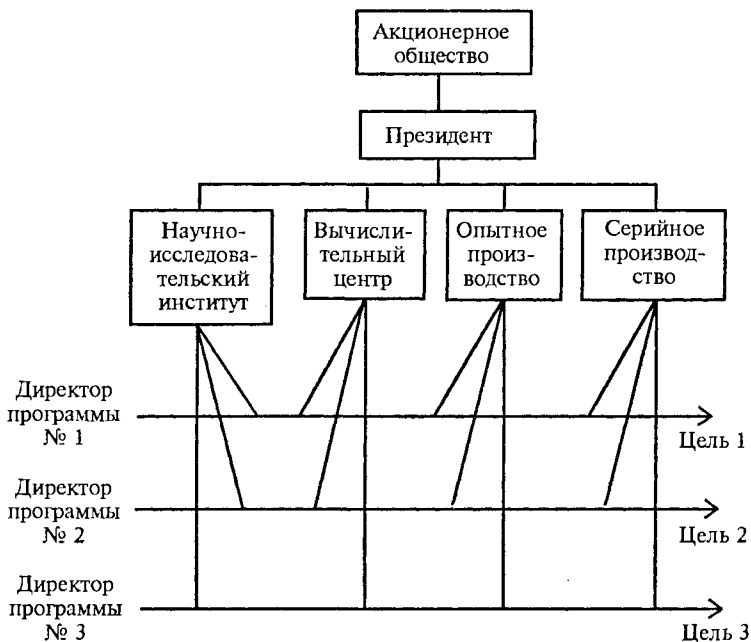 Акционерное
общество
Президент
Научно-
исследова-
тельский
институт
Вычисли-
тельный
центр
Опытное
произ-
водство
Серийное
производ-
ство
Директор
программы
№ 1
Цель 1
Директор
программы
№ 2
Цель 2
Директор
программы
№ 3
Цель 3